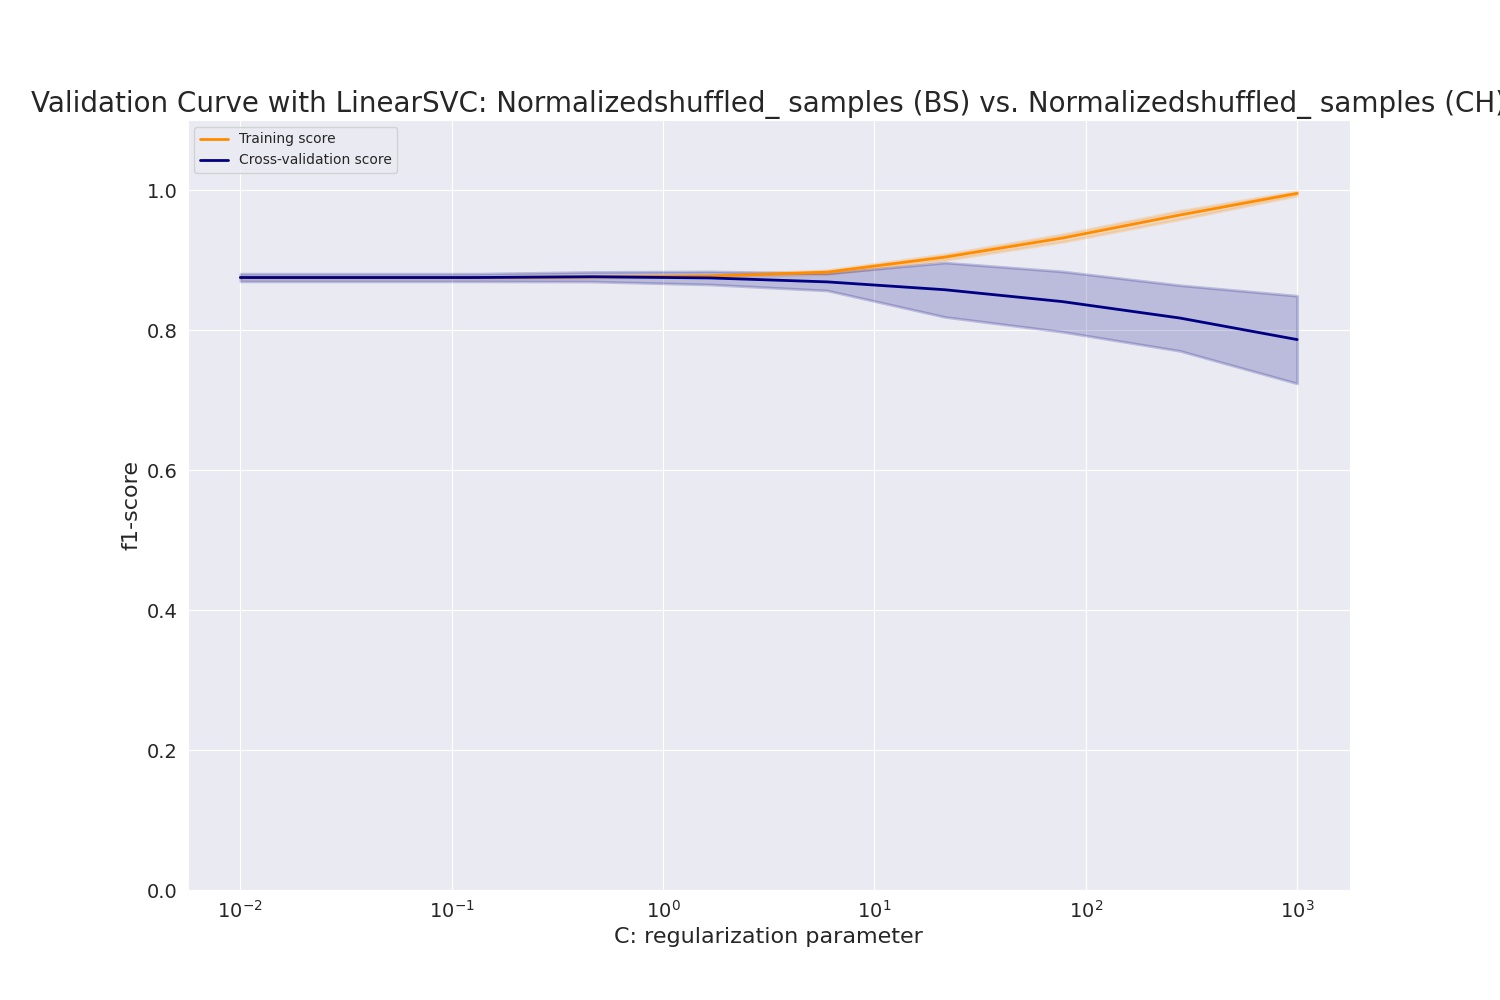 Validation Curve with LinearSVC: Normalizedshuffled_ samples (BS) vs. Normalizedshuffled_ samples (CH)
Training score
Cross-validation score
1.0
0.8
0.6
0.4
0.2
0.0
f1-score
10⁻² 10⁻¹ 10⁰ 10¹ 10² 10³
C: regularization parameter